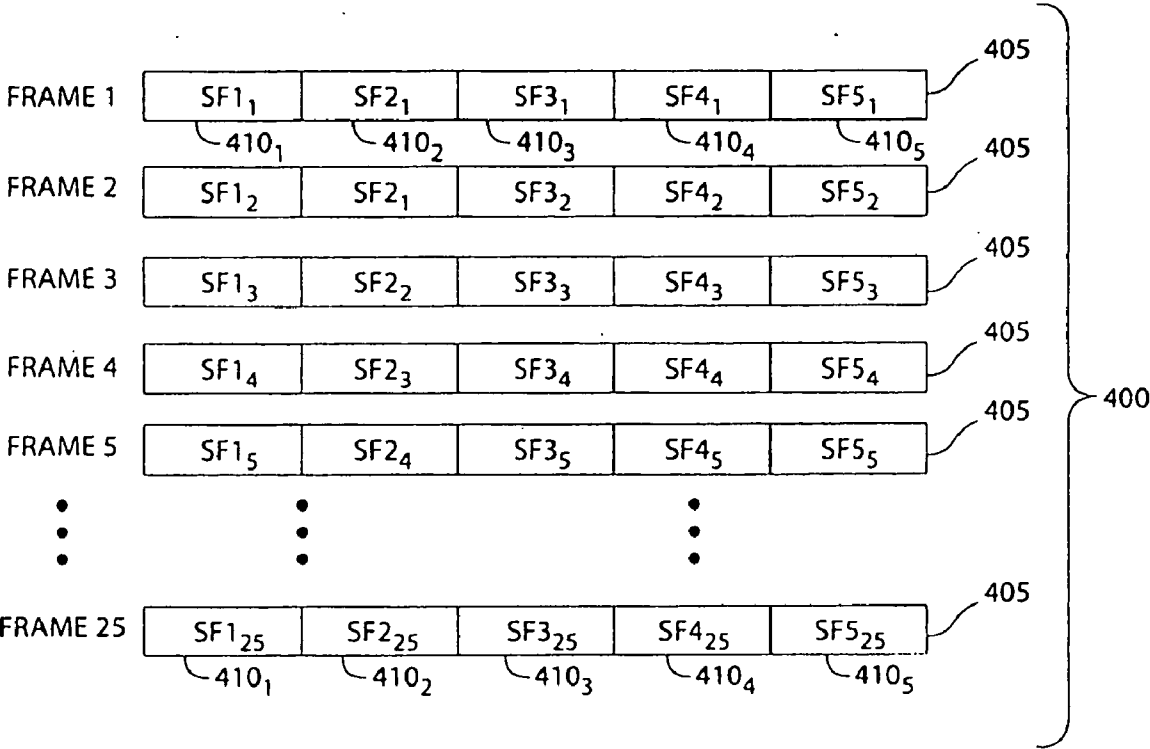 405
FRAME 1 SF1₁ SF2₁ SF3₁ SF4₁ SF5₁
410₁ 410₂ 410₃ 410₄ 410₅
405
FRAME 2 SF1₂ SF2₁ SF3₂ SF4₂ SF5₂
405
FRAME 3 SF1₃ SF2₂ SF3₃ SF4₃ SF5₃
405
FRAME 4 SF1₄ SF2₃ SF3₄ SF4₄ SF5₄
400
405
FRAME 5 SF1₅ SF2₄ SF3₅ SF4₅ SF5₅
405
FRAME 25 SF1₂₅ SF2₂₅ SF3₂₅ SF4₂₅ SF5₂₅
410₁ 410₂ 410₃ 410₄ 410₅